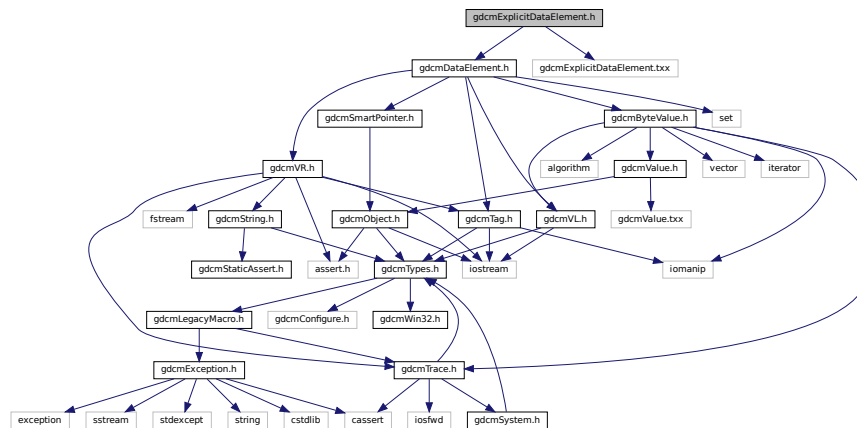 gdcmExplicitDataElement.h
gdcmDataElement.h
gdcmExplicitDataElement.txx
gdcmSmartPointer.h
gdcmByteValue.h
set
gdcmVR.h
algorithm
gdcmValue.h
vector
iterator
fstream
gdcmString.h
gdcmObject.h
gdcmTag.h
gdcmVL.h
gdcmValue.txx
gdcmStaticAssert.h
assert.h
gdcmTypes.h
iostream
iomanip
gdcmLegacyMacro.h
gdcmConfigure.h
gdcmWin32.h
gdcmException.h
gdcmTrace.h
exception
sstream
stdexcept
string
cstdlib
cassert
iosfwd
gdcmSystem.h